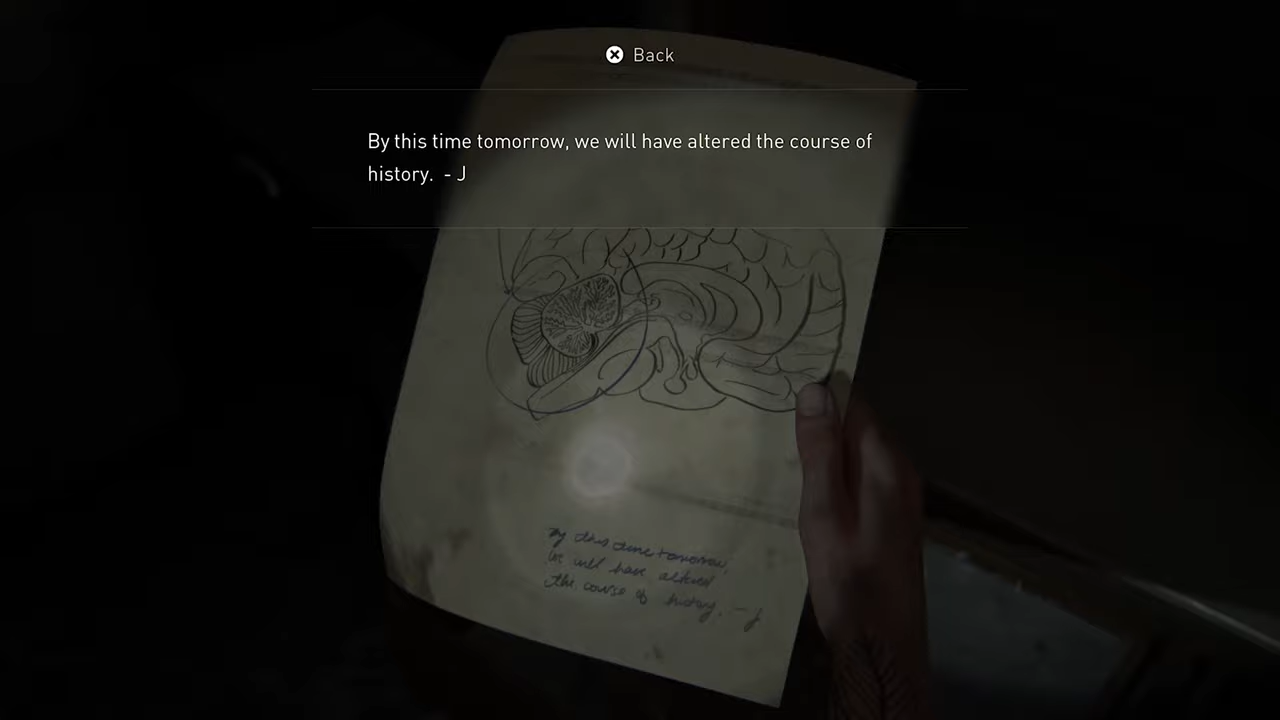 Back
By this time tomorrow, we will have altered the course of
history. - J
By this time tomorrow,
we will have altered
the course of history. - J